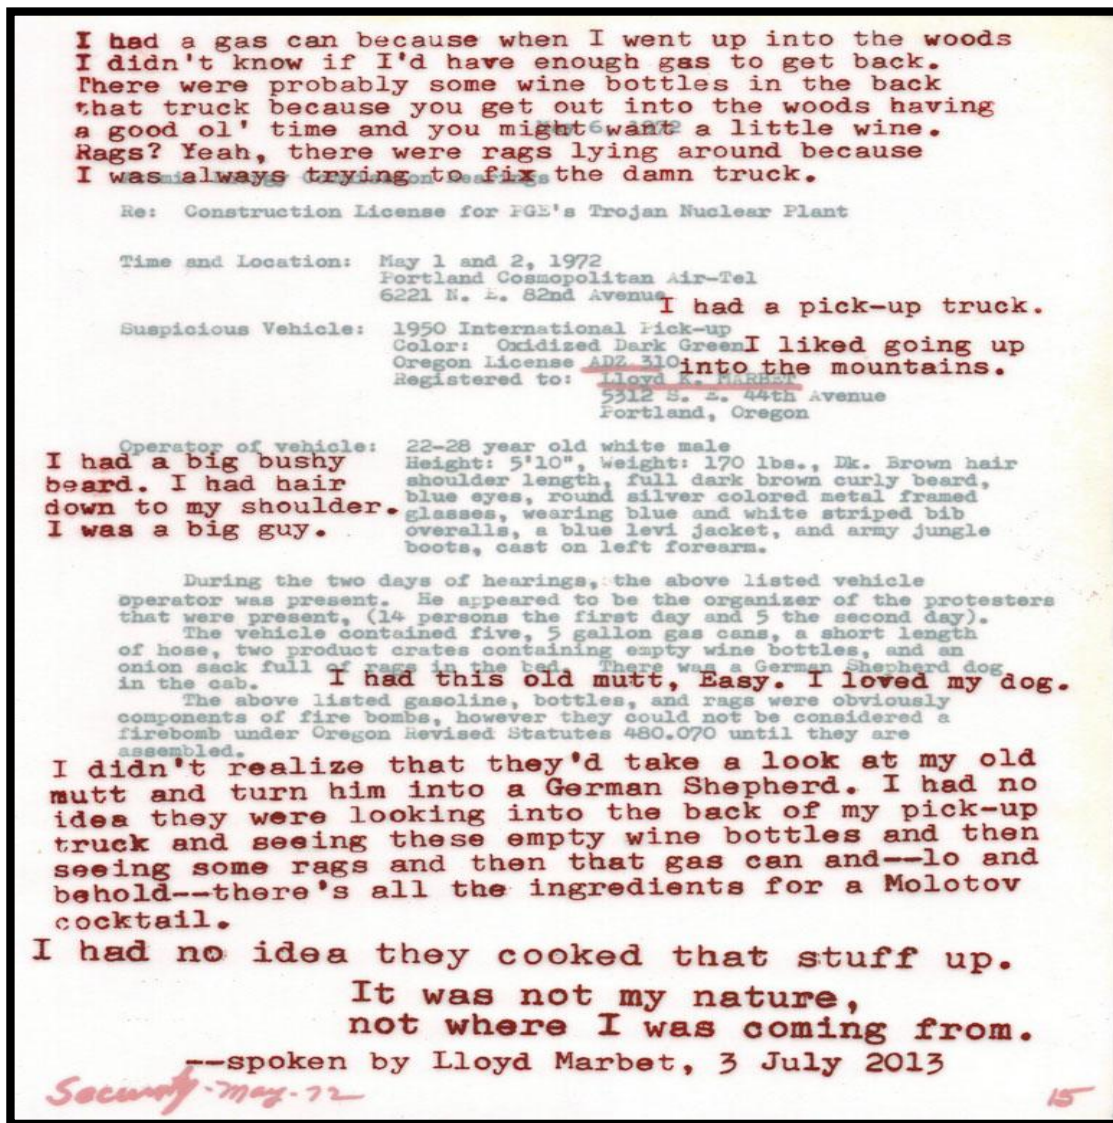 I had a gas can because when I went up into the woods
I didn't know if I'd have enough gas to get back.
There were probably some wine bottles in the back
that truck because you get out into the woods having
a good ol' time and you might want a little wine.
May 6, 1972
Rags? Yeah, there were rags lying around because
I was always trying to fix the damn truck.
Hearings
Re: Construction License for PGE's Trojan Nuclear Plant
Time and Location: May 1 and 2, 1972
Portland Cosmopolitan Air-Tel
6221 N. E. 82nd Avenue
I had a pick-up truck.
Suspicious Vehicle: 1950 International Pick-up
Color: Oxidized Dark Green
I liked going up
into the mountains.
Oregon License ADZ 310
Registered to: Lloyd K. MARBET
5312 S. E. 44th Avenue
Portland, Oregon
Operator of vehicle: 22-28 year old white male
Height: 5'10", Weight: 170 lbs., Dk. Brown hair
shoulder length, full dark brown curly beard,
blue eyes, round silver colored metal framed
glasses, wearing blue and white striped bib
overalls, a blue levi jacket, and army jungle
boots, cast on left forearm.
I had a big bushy
beard. I had hair
down to my shoulder.
I was a big guy.
During the two days of hearings, the above listed vehicle
operator was present. He appeared to be the organizer of the protesters
that were present, (14 persons the first day and 5 the second day).
The vehicle contained five, 5 gallon gas cans, a short length
of hose, two product crates containing empty wine bottles, and an
onion sack full of rags in the bed. There was a German Shepherd dog
in the cab.
I had this old mutt, Easy. I loved my dog.
The above listed gasoline, bottles, and rags were obviously
components of fire bombs, however they could not be considered a
firebomb under Oregon Revised Statutes 480.070 until they are
assembled.
I didn't realize that they'd take a look at my old
mutt and turn him into a German Shepherd. I had no
idea they were looking into the back of my pick-up
truck and seeing these empty wine bottles and then
seeing some rags and then that gas can and--lo and
behold--there's all the ingredients for a Molotov
cocktail.
I had no idea they cooked that stuff up.
It was not my nature,
not where I was coming from.
--spoken by Lloyd Marbet, 3 July 2013
Security-May-72
15